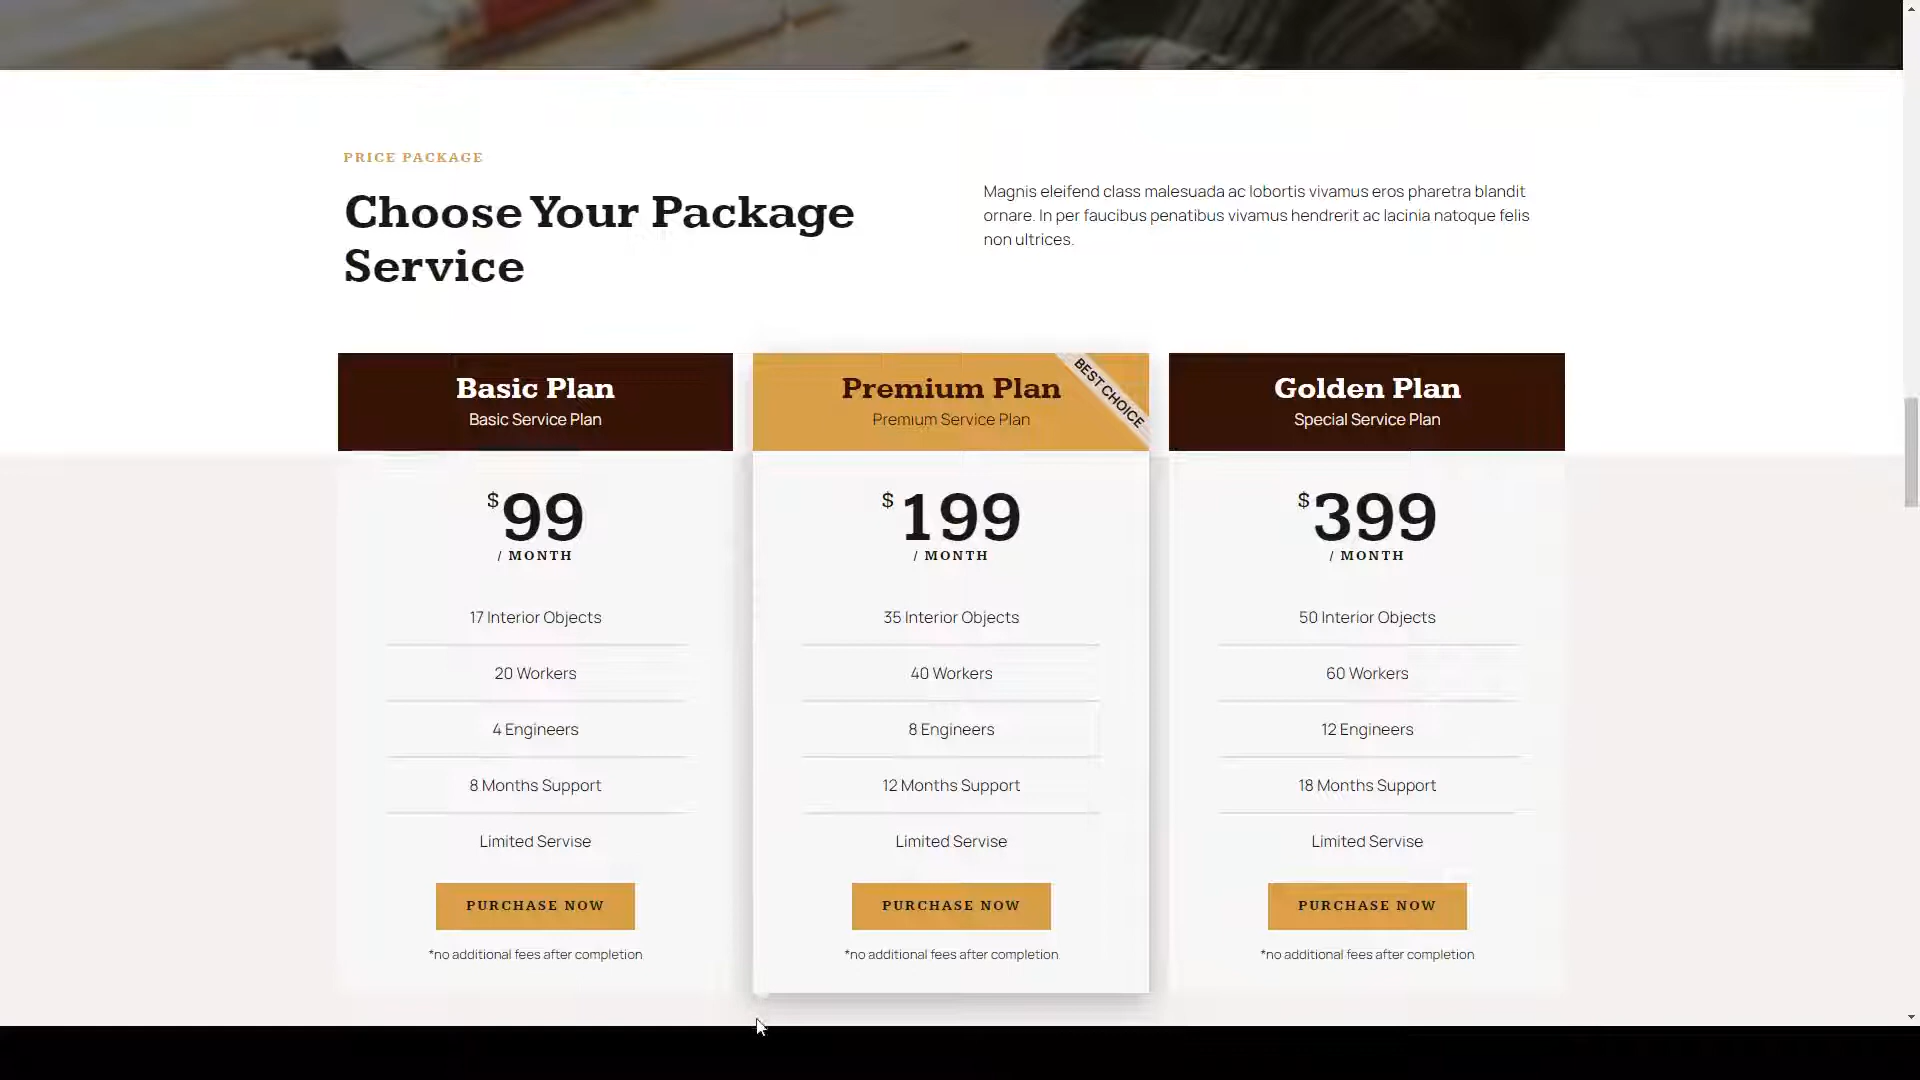 PRICE PACKAGE
Choose Your Package
Service
Magnis eleifend class malesuada ac lobortis vivamus eros pharetra blandit
ornare. In per faucibus penatibus vivamus hendrerit ac lacinia natoque felis
non ultrices.
Basic Plan
Basic Service Plan
$99
/ MONTH
17 Interior Objects
20 Workers
4 Engineers
8 Months Support
Limited Servise
PURCHASE NOW
*no additional fees after completion
Premium Plan
Premium Service Plan
BEST CHOICE
$199
/ MONTH
35 Interior Objects
40 Workers
8 Engineers
12 Months Support
Limited Servise
PURCHASE NOW
*no additional fees after completion
Golden Plan
Special Service Plan
$399
/ MONTH
50 Interior Objects
60 Workers
12 Engineers
18 Months Support
Limited Servise
PURCHASE NOW
*no additional fees after completion